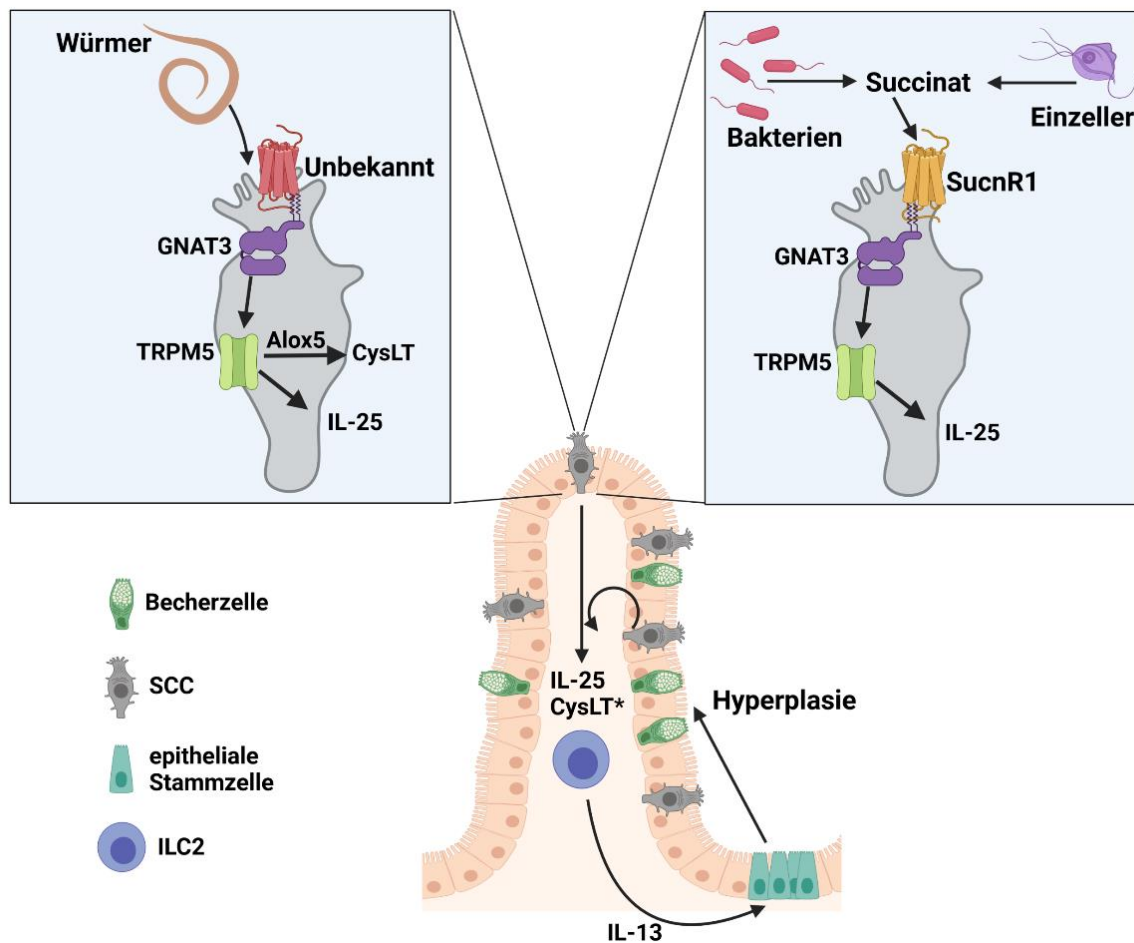 Würmer
Unbekannt
GNAT3
TRPM5
Alox5
CysLT
IL-25
Bakterien
Succinat
Einzeller
SucnR1
GNAT3
TRPM5
IL-25
Becherzelle
SCC
epitheliale
Stammzelle
ILC2
IL-25
CysLT*
Hyperplasie
IL-13